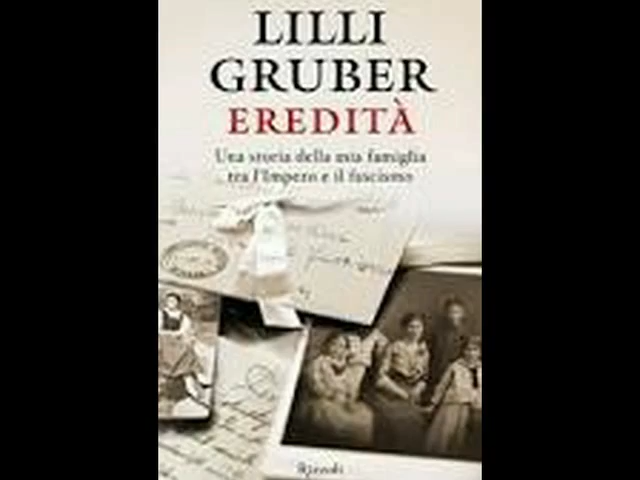 LILLI
GRUBER
EREDITÀ
Una storia della mia famiglia
tra l'Impero e il fascismo
Rizzoli